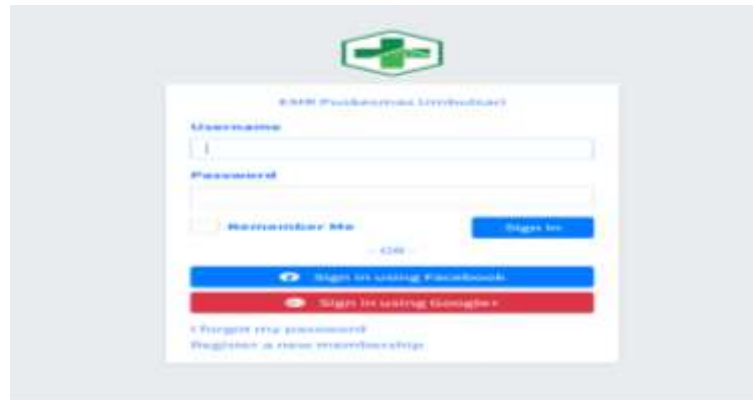 EMR Puskesmas Umbulsari
Username
Password
Remember Me
Sign In
- OR -
Sign in using Facebook
Sign in using Google+
I forgot my password
Register a new membership